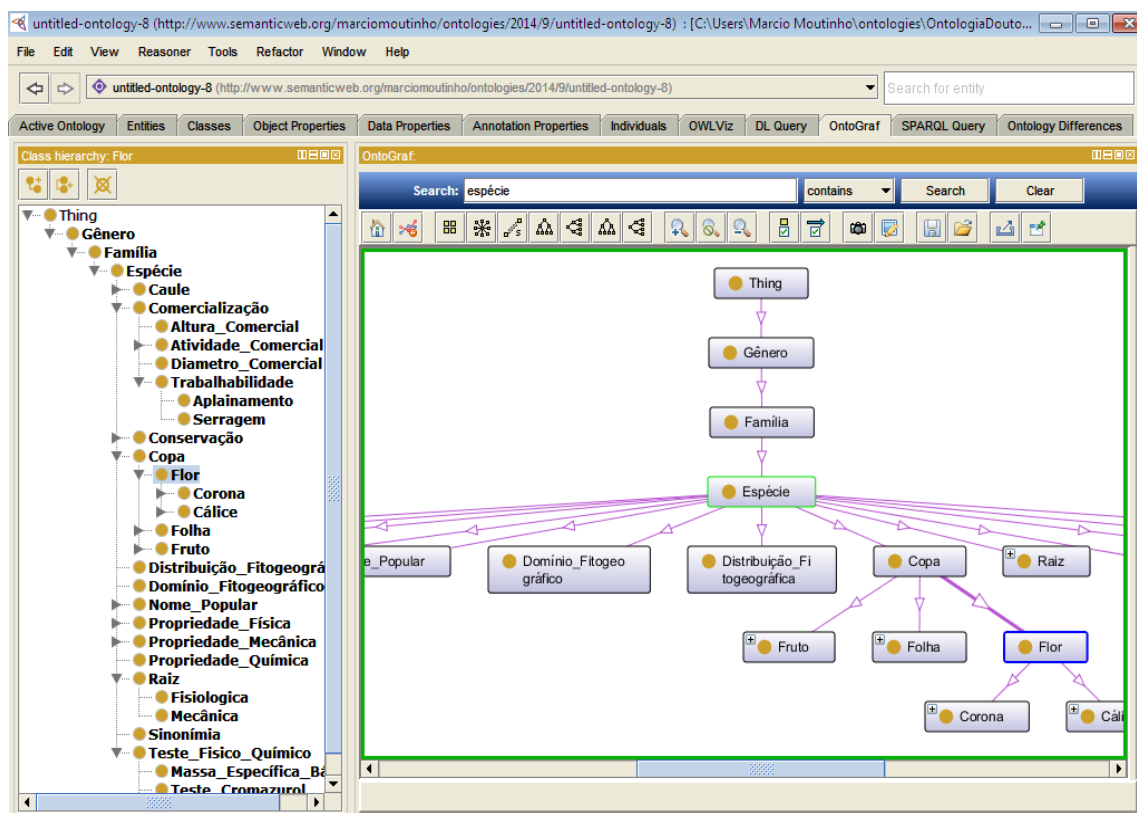 untitled-ontology-8 (http://www.semanticweb.org/marciomoutinho/ontologies/2014/9/untitled-ontology-8) : [C:\Users\Marcio Moutinho\ontologies\OntologiaDouto...
File Edit View Reasoner Tools Refactor Window Help
untitled-ontology-8 (http://www.semanticweb.org/marciomoutinho/ontologies/2014/9/untitled-ontology-8)
Search for entity
Active Ontology Entities Classes Object Properties Data Properties Annotation Properties Individuals OWLViz DL Query OntoGraf SPARQL Query Ontology Differences
Class hierarchy: Flor
Thing
Gênero
Família
Espécie
Caule
Comercialização
Altura_Comercial
Atividade_Comercial
Diametro_Comercial
Trabalhabilidade
Aplainamento
Serragem
Conservação
Copa
Flor
Corona
Cálice
Folha
Fruto
Distribuição_Fitogeográ
Domínio_Fitogeográfico
Nome_Popular
Propriedade_Física
Propriedade_Mecânica
Propriedade_Química
Raiz
Fisiologica
Mecânica
Sinonímia
Teste_Fisico_Químico
Massa_Específica_Bá
Teste_Cromazurol
OntoGraf:
Search: espécie contains Search Clear
Thing
Gênero
Família
Espécie
e_Popular
Domínio_Fitogeo
gráfico
Distribuição_Fi
togeográfica
Copa
Raiz
Fruto
Folha
Flor
Corona
Cáli